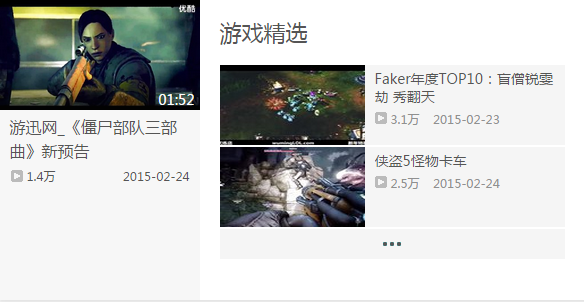 优酷
01:52
游迅网_《僵尸部队三部
曲》新预告
1.4万 2015-02-24
游戏精选
wumingLOL.com
Faker年度TOP10：盲僧锐雯
劫 秀翻天
3.1万 2015-02-23
侠盗5怪物卡车
2.5万 2015-02-24